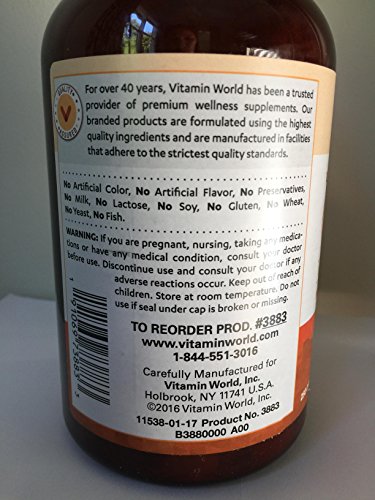 For over 40 years, Vitamin World has been a trusted
provider of premium wellness supplements. Our
branded products are formulated using the highest
quality ingredients and are manufactured in facilities
that adhere to the strictest quality standards.
No Artificial Color, No Artificial Flavor, No Preservatives,
No Milk, No Lactose, No Soy, No Gluten, No Wheat,
No Yeast, No Fish.
WARNING: If you are pregnant, nursing, taking any medica-
tions or have any medical condition, consult your doctor
before use. Discontinue use and consult your doctor if any
adverse reactions occur. Keep out of reach of
children. Store at room temperature. Do not
use if seal under cap is broken or missing.
TO REORDER PROD. #3883
www.vitaminworld.com
1-844-551-3016
Carefully Manufactured for
Vitamin World, Inc.
Holbrook, NY 11741 U.S.A.
©2016 Vitamin World, Inc.
11538-01-17 Product No. 3883
B3880000 A00